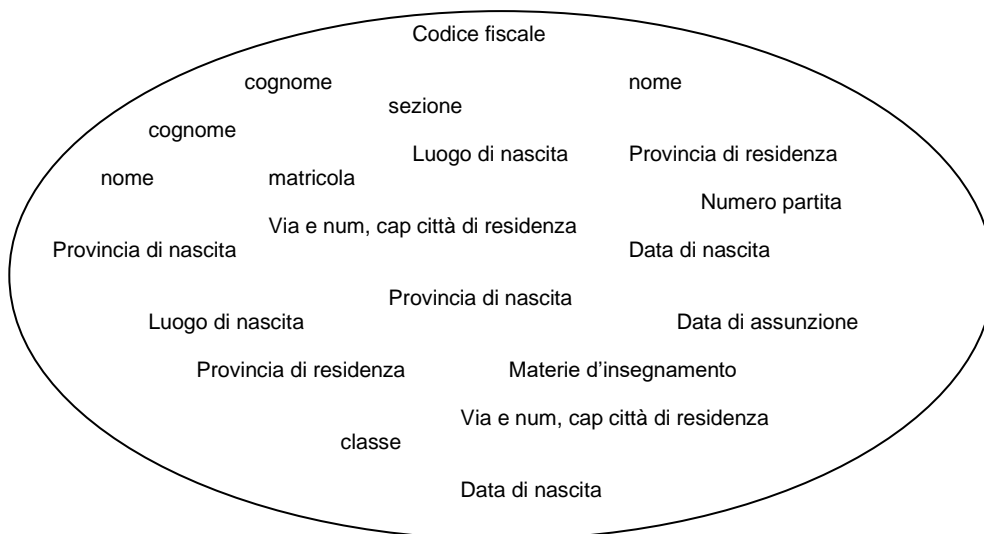 Codice fiscale
cognome nome
sezione
cognome
Luogo di nascita Provincia di residenza
nome matricola
Numero partita
Via e num, cap città di residenza
Provincia di nascita Data di nascita
Provincia di nascita
Luogo di nascita Data di assunzione
Provincia di residenza Materie d’insegnamento
Via e num, cap città di residenza
classe
Data di nascita